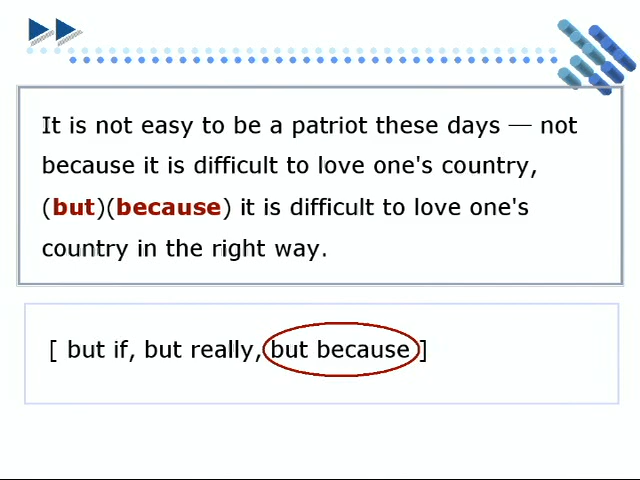 It is not easy to be a patriot these days — not
because it is difficult to love one's country,
(but)(because) it is difficult to love one's
country in the right way.
[ but if, but really, but because ]